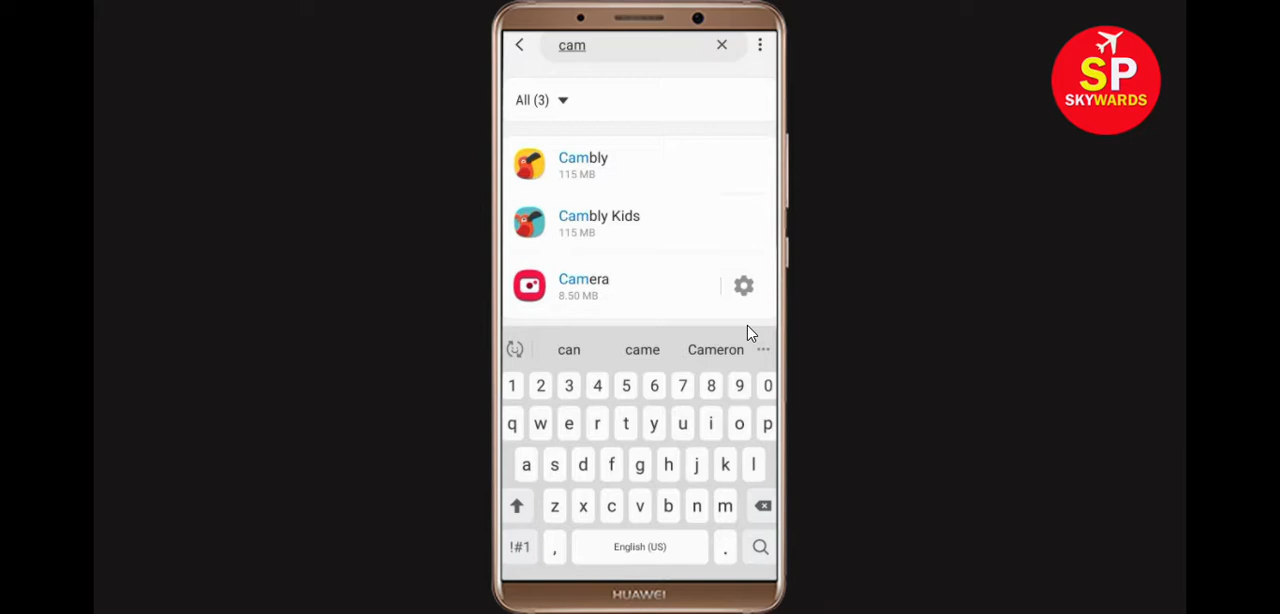 cam
All (3)
Cambly
115 MB
Cambly Kids
115 MB
Camera
8.50 MB
can came Cameron
1 2 3 4 5 6 7 8 9 0
q w e r t y u i o p
a s d f g h j k l
z x c v b n m
!#1 , English (US) .
HUAWEI
SP
SKYWARDS